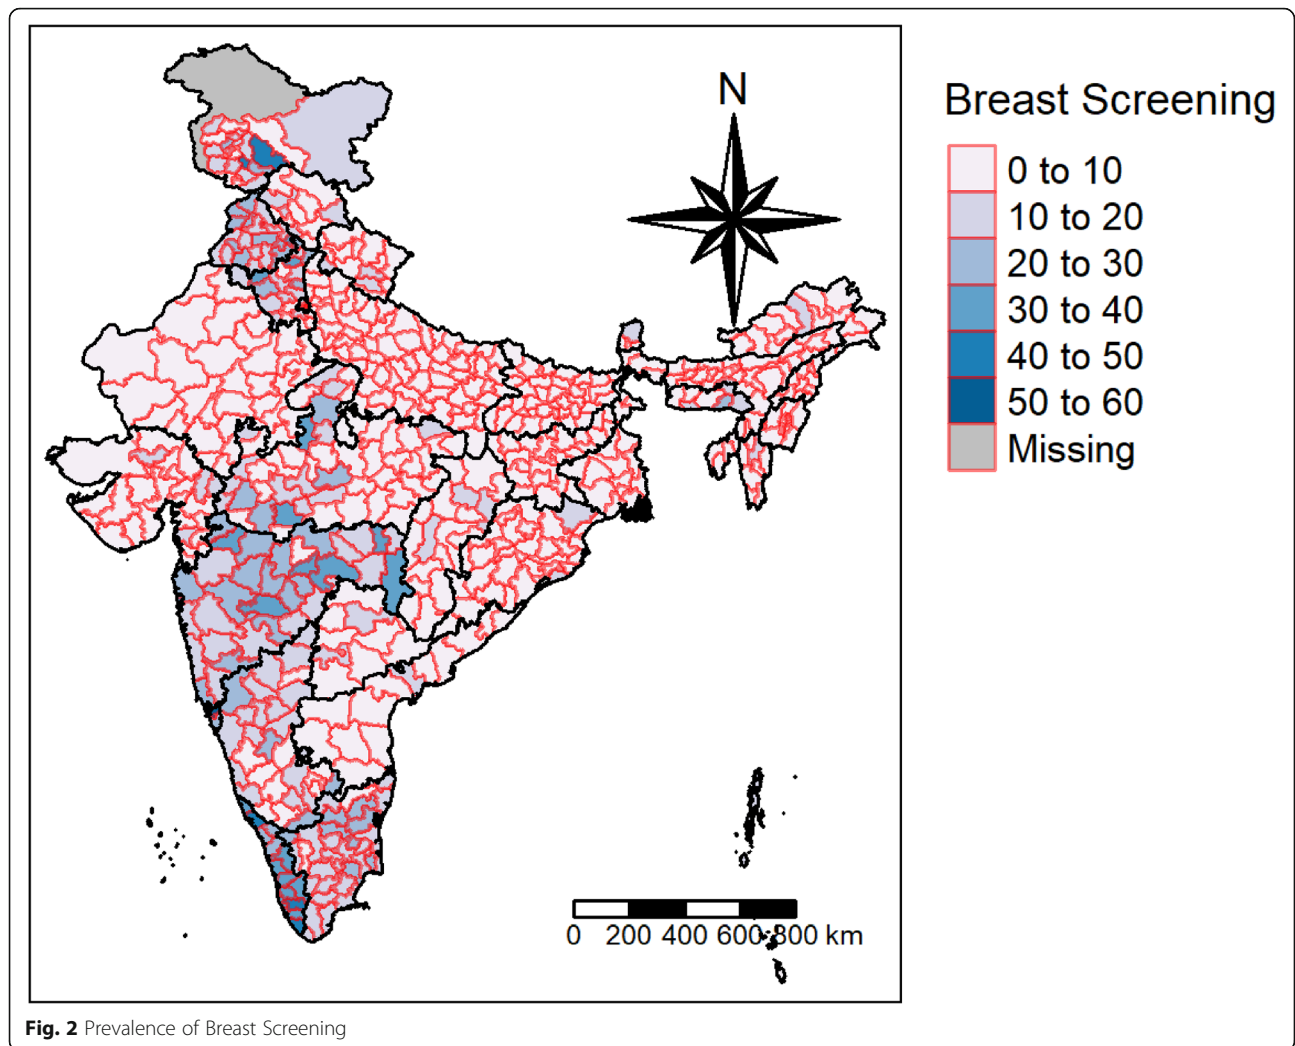 N
Breast Screening
0 to 10
10 to 20
20 to 30
30 to 40
40 to 50
50 to 60
Missing
0 200 400 600 800 km
Fig. 2 Prevalence of Breast Screening